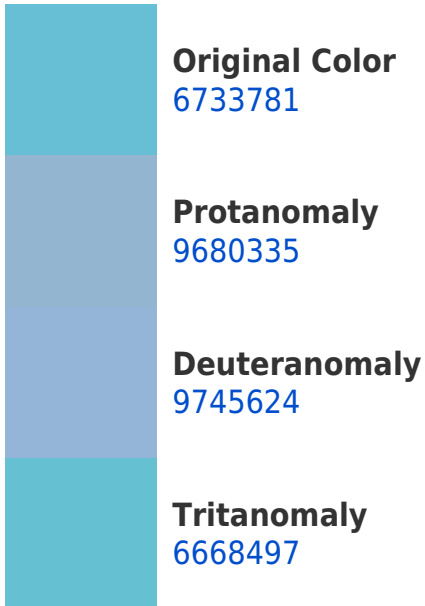 Original Color
6733781
Protanomaly
9680335
Deuteranomaly
9745624
Tritanomaly
6668497